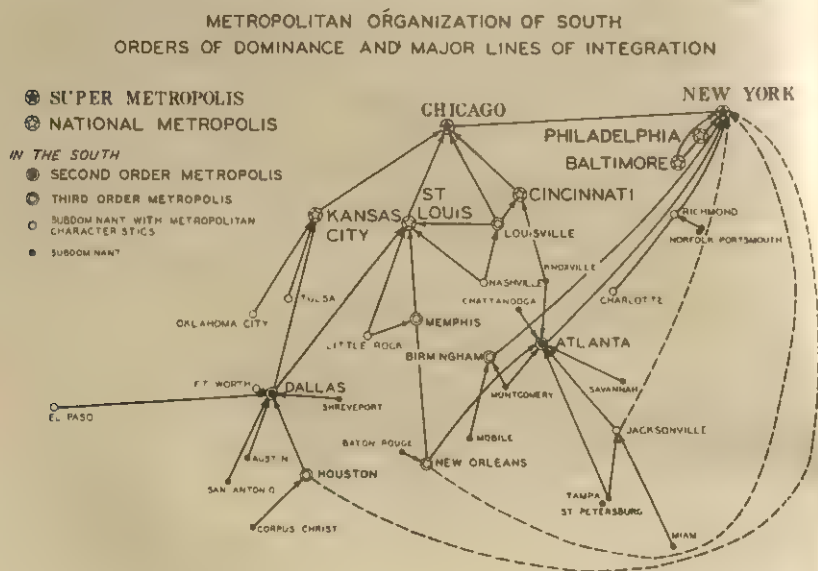 METROPOLITAN ORGANIZATION OF SOUTH
ORDERS OF DOMINANCE AND MAJOR LINES OF INTEGRATION
SUPER METROPOLIS
NATIONAL METROPOLIS
IN THE SOUTH
SECOND ORDER METROPOLIS
THIRD ORDER METROPOLIS
SUBDOMINANT WITH METROPOLITAN
CHARACTERISTICS
SUBDOMINANT
CHICAGO
NEW YORK
PHILADELPHIA
BALTIMORE
CINCINNATI
KANSAS
CITY
ST
LOUIS
LOUISVILLE
RICHMOND
NORFOLK PORTSMOUTH
NASHVILLE
KNOXVILLE
CHATTANOOGA
CHARLOTTE
TULSA
OKLAHOMA CITY
MEMPHIS
LITTLE ROCK
BIRMINGHAM
ATLANTA
FT WORTH
DALLAS
SHREVEPORT
EL PASO
MONTGOMERY
SAVANNAH
MOBILE
JACKSONVILLE
BATON ROUGE
NEW ORLEANS
AUSTIN
SAN ANTONIO
HOUSTON
CORPUS CHRIST
TAMPA
ST PETERSBURG
MIAM